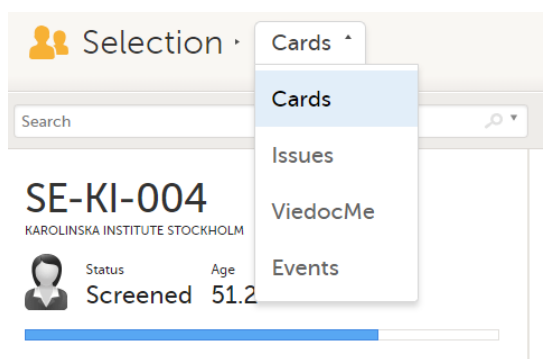 Selection
Cards
Cards
Search
Issues
SE-KI-004
ViedocMe
KAROLINSKA INSTITUTE STOCKHOLM
Status Age
Events
Screened 51.2